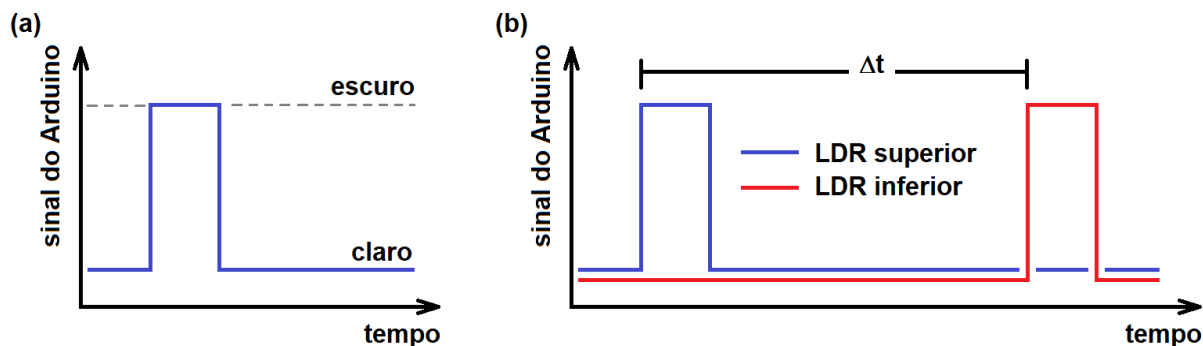 (a)
sinal do Arduino
escuro
claro
tempo
(b)
sinal do Arduino
Δt
LDR superior
LDR inferior
tempo